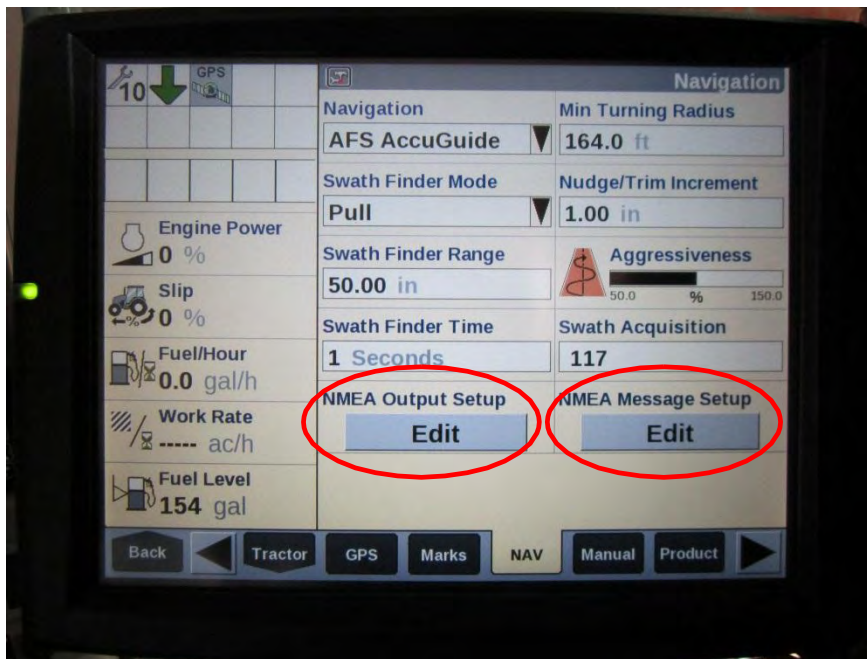 10
GPS
Navigation
Navigation
Min Turning Radius
AFS AccuGuide
164.0 ft
Swath Finder Mode
Nudge/Trim Increment
Pull
1.00 in
Engine Power
0 %
Swath Finder Range
Aggressiveness
50.00 in
50.0 % 150.0
Slip
0 %
%
Swath Finder Time
Swath Acquisition
1 Seconds
117
Fuel/Hour
0.0 gal/h
NMEA Output Setup
NMEA Message Setup
Edit
Edit
Work Rate
----- ac/h
Fuel Level
154 gal
Back
Tractor
GPS
Marks
NAV
Manual
Product